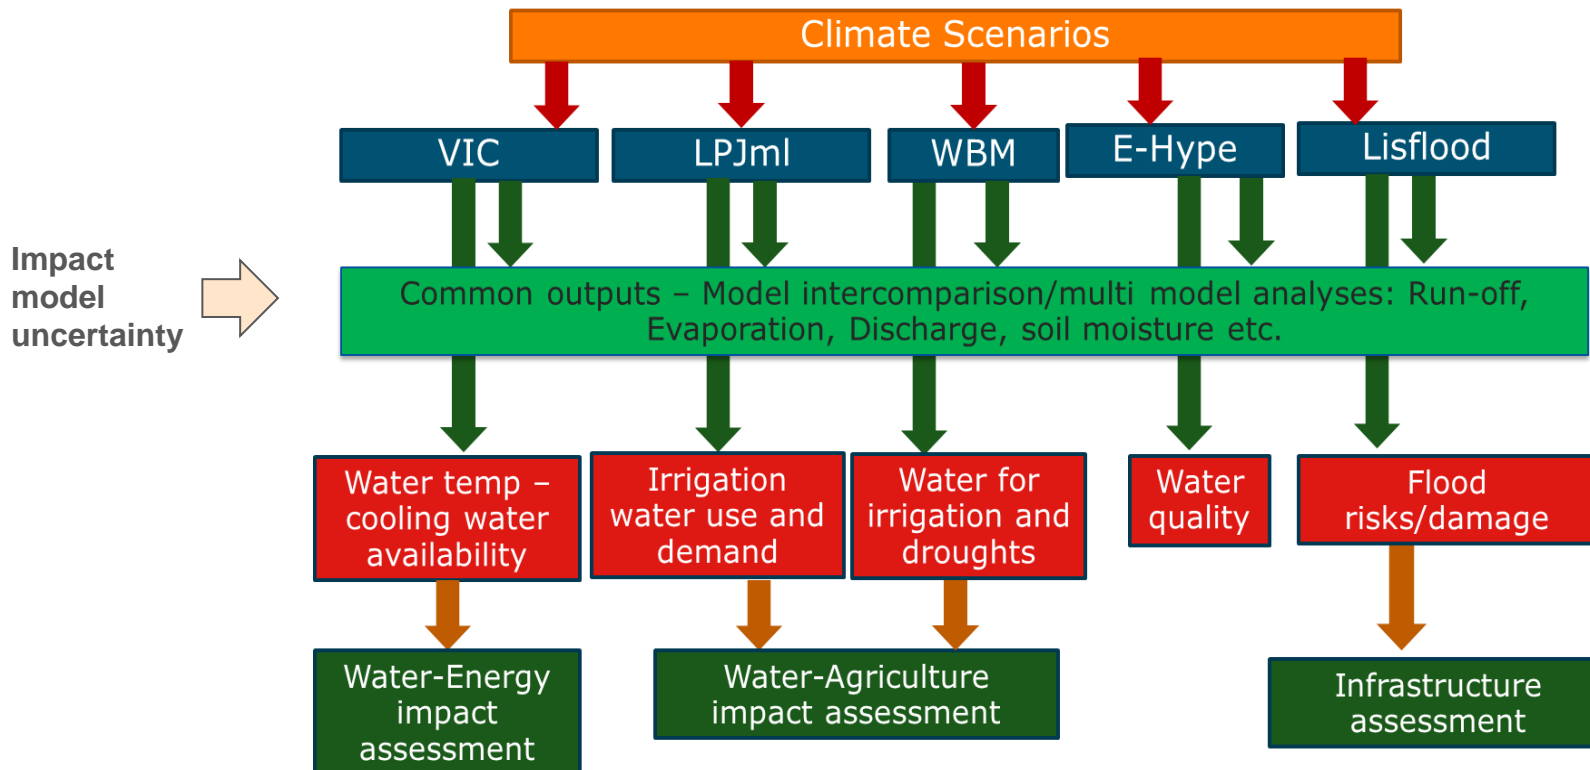 Climate Scenarios
VIC
LPJml
WBM
E-Hype
Lisflood
Impact
model
uncertainty
Common outputs – Model intercomparison/multi model analyses: Run-off,
Evaporation, Discharge, soil moisture etc.
Water temp –
cooling water
availability
Irrigation
water use and
demand
Water for
irrigation and
droughts
Water
quality
Flood
risks/damage
Water-Energy
impact
assessment
Water-Agriculture
impact assessment
Infrastructure
assessment